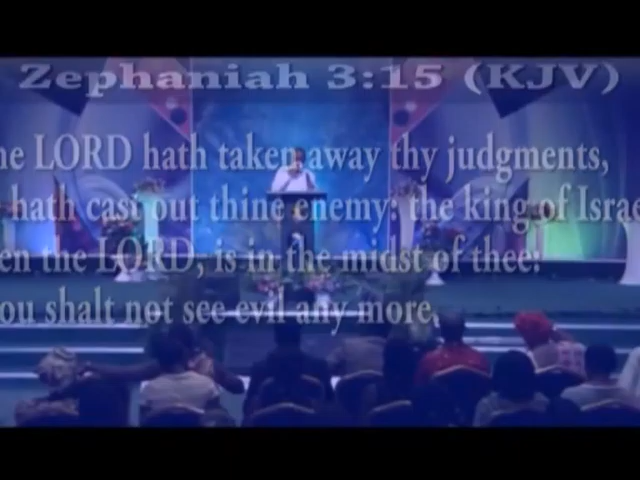 Zephaniah 3:15 (KJV)
he LORD hath taken away thy judgments,
hath cast out thine enemy: the king of Israe
en the LORD, is in the midst of thee:
ou shalt not see evil any more.